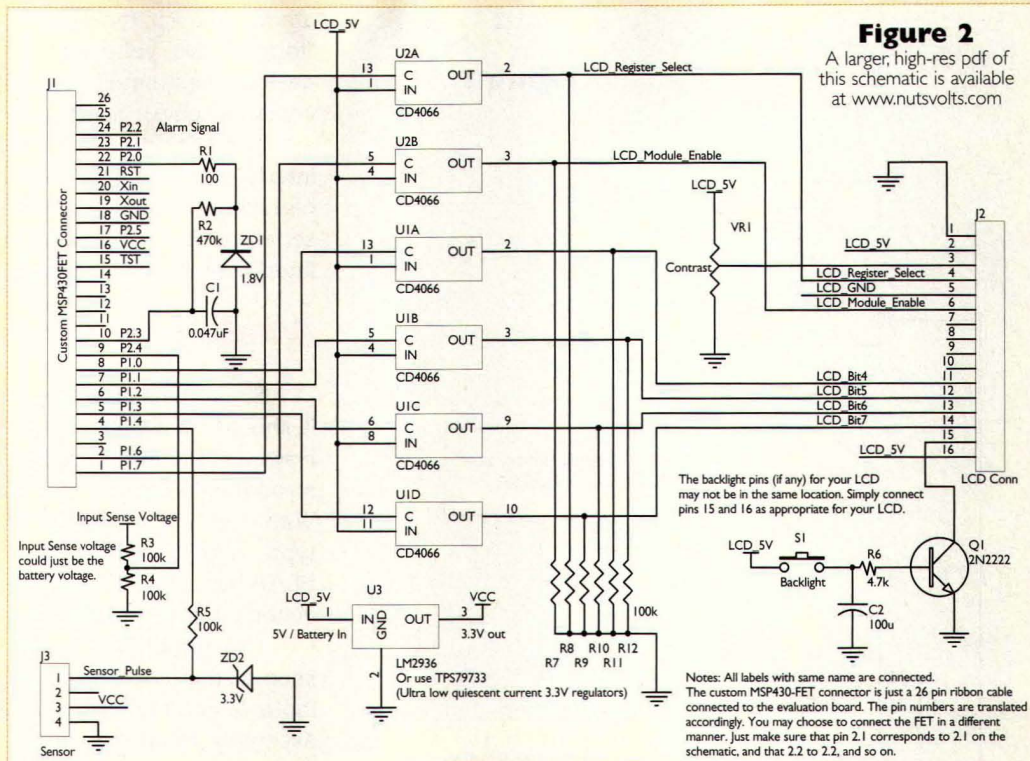 Figure 2
A larger, high-res pdf of
this schematic is available
at www.nutsvolts.com
LCD_5V
J1
Custom MSP430FET Connector
26
25
24 P2.2
23 P2.1
22 P2.0
21 RST
20 Xin
19 Xout
18 GND
17 P2.5
16 VCC
15 TST
14
13
12
11
10 P2.3
9 P2.4
8 P1.0
7 P1.1
6 P1.2
5 P1.3
4 P1.4
3
2 P1.6
1 P1.7
Alarm Signal
R1
100
R2
470k
ZD1
1.8V
C1
0.047uF
U2A
13 C OUT 2
1 IN
CD4066
U2B
5 C OUT 3
4 IN
CD4066
U1A
13 C OUT 2
1 IN
CD4066
U1B
5 C OUT 3
4 IN
CD4066
U1C
6 C OUT 9
8 IN
CD4066
U1D
12 C OUT 10
11 IN
CD4066
LCD_Register_Select
LCD_Module_Enable
LCD_5V
VR1
Contrast
J2
1
LCD_5V 2
3
LCD_Register_Select 4
LCD_GND 5
LCD_Module_Enable 6
7
8
9
10
LCD_Bit4 11
LCD_Bit5 12
LCD_Bit6 13
LCD_Bit7 14
15
LCD_5V 16
LCD Conn
The backlight pins (if any) for your LCD
may not be in the same location. Simply connect
pins 15 and 16 as appropriate for your LCD.
LCD_5V
S1
Backlight
R6
4.7k
Q1
2N2222
C2
100u
Input Sense Voltage
Input Sense voltage
could just be the
battery voltage.
R3
100k
R4
100k
R5
100k
J3
1 Sensor_Pulse
2
3 VCC
4
Sensor
ZD2
3.3V
LCD_5V
U3
VCC
1 IN GND OUT 3
5V / Battery In
3.3V out
2
LM2936
Or use TPS79733
(Ultra low quiescent current 3.3V regulators)
100k
R8 R10 R12
R7 R9 R11
Notes: All labels with same name are connected.
The custom MSP430-FET connector is just a 26 pin ribbon cable
connected to the evaluation board. The pin numbers are translated
accordingly. You may choose to connect the FET in a different
manner. Just make sure that pin 2.1 corresponds to 2.1 on the
schematic, and that 2.2 to 2.2, and so on.